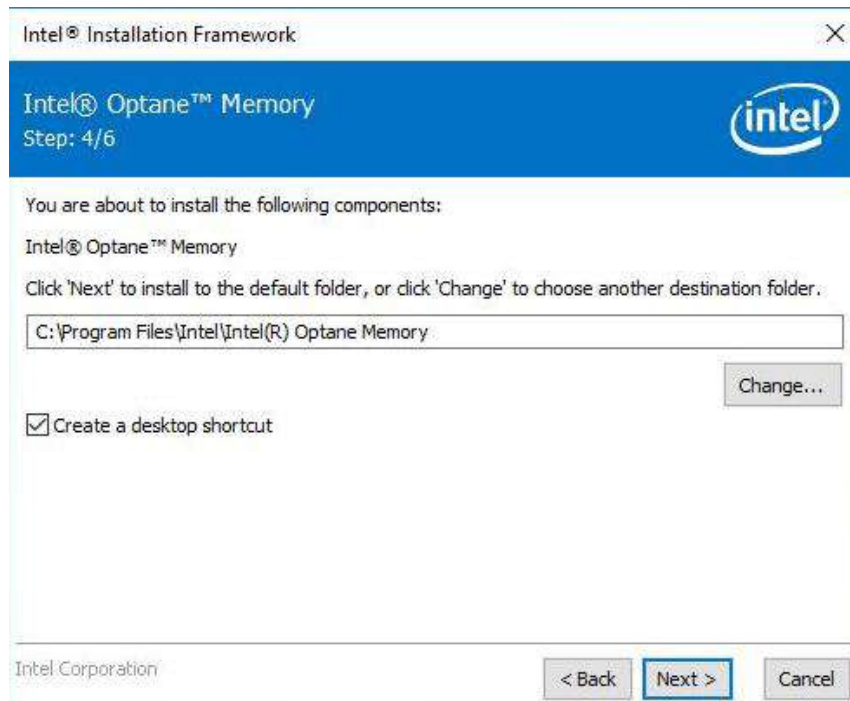 Intel® Installation Framework
Intel® Optane™ Memory
Step: 4/6
intel
You are about to install the following components:
Intel® Optane™ Memory
Click 'Next' to install to the default folder, or click 'Change' to choose another destination folder.
C:\Program Files\Intel\Intel(R) Optane Memory
Change...
Create a desktop shortcut
Intel Corporation
< Back
Next >
Cancel